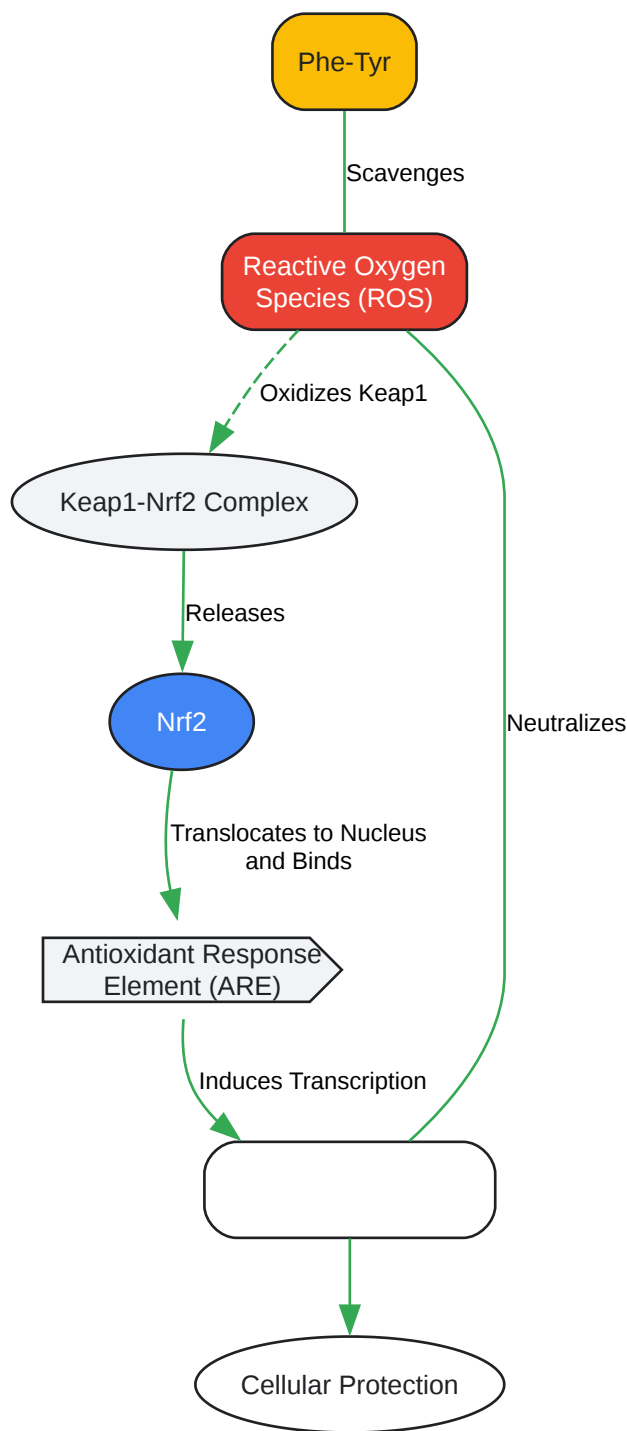 Phe-Tyr
Scavenges
Reactive Oxygen
Species (ROS)
Oxidizes Keap1
Keap1-Nrf2 Complex
Releases
Nrf2
Neutralizes
Translocates to Nucleus
and Binds
Antioxidant Response
Element (ARE)
Induces Transcription
Cellular Protection